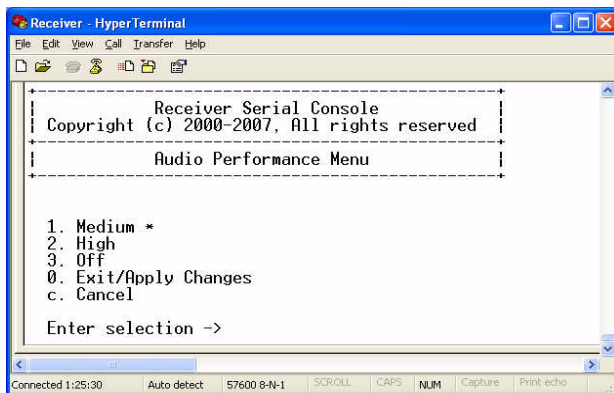 Receiver - HyperTerminal
File Edit View Call Transfer Help
Receiver Serial Console
Copyright (c) 2000-2007, All rights reserved
Audio Performance Menu
1. Medium *
2. High
3. Off
0. Exit/Apply Changes
c. Cancel
Enter selection ->
Connected 1:25:30 Auto detect 57600 8-N-1 SCROLL CAPS NUM Capture Print echo